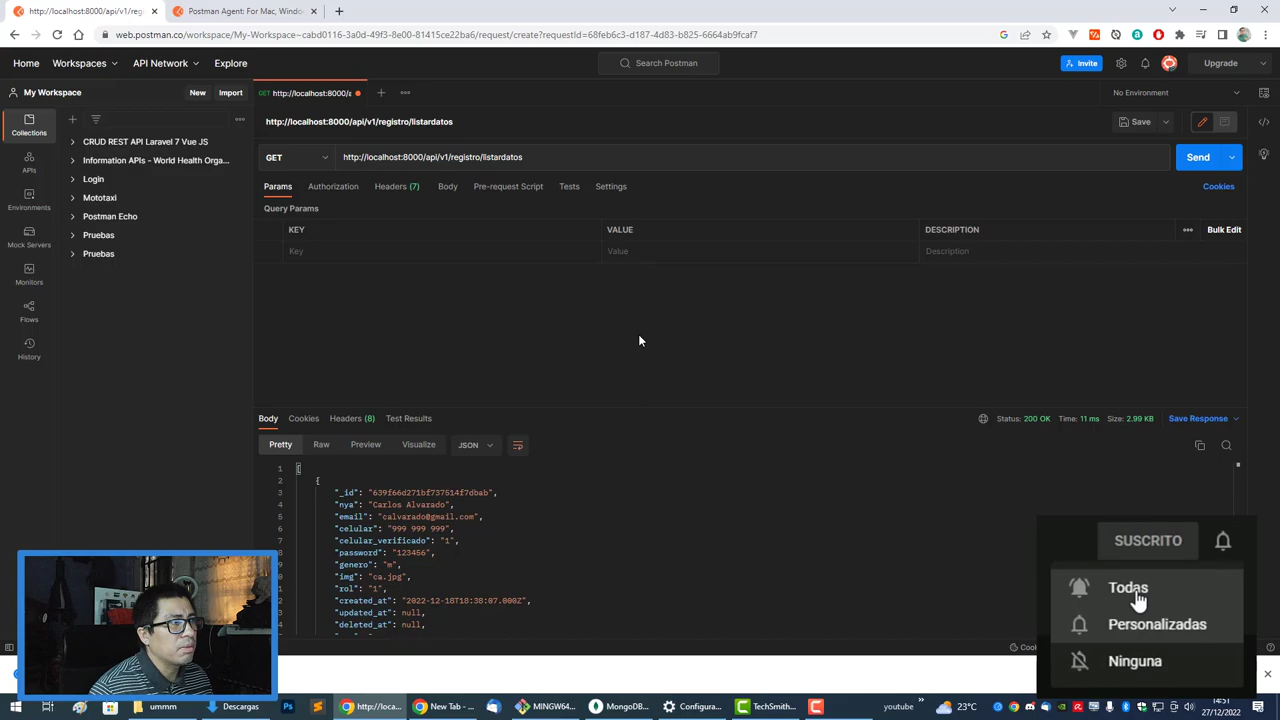 http://localhost:8000/api/v1/reg
Postman Agent: For Mac, Window
web.postman.co/workspace/My-Workspace~cabd0116-3a0d-49f3-8e00-81415ce22ba6/request/create?requestId=68feb6c3-d187-4d83-b825-6664ab9fcaf7
Home Workspaces API Network Explore Search Postman Invite Upgrade
My Workspace New Import GET http://localhost:8000/a No Environment
Collections
http://localhost:8000/api/v1/registro/listardatos Save
CRUD REST API Laravel 7 Vue JS
Information APIs - World Health Orga...
Login
Mototaxi
Postman Echo
Pruebas
Pruebas
APIs
Environments
Mock Servers
Monitors
Flows
History
GET http://localhost:8000/api/v1/registro/listardatos Send
Params Authorization Headers (7) Body Pre-request Script Tests Settings Cookies
Query Params
KEY VALUE DESCRIPTION Bulk Edit
Key Value Description
Body Cookies Headers (8) Test Results Status: 200 OK Time: 11 ms Size: 2.99 KB Save Response
Pretty Raw Preview Visualize JSON
1 [
2 {
3 "_id": "639f66d271bf737514f7dbab",
4 "nya": "Carlos Alvarado",
5 "email": "calvarado@gmail.com",
6 "celular": "999 999 999",
7 "celular_verificado": "1",
8 "password": "123456",
9 "genero": "m",
"img": "ca.jpg",
"rol": "1",
"created_at": "2022-12-18T18:38:07.000Z",
"updated_at": null,
"deleted_at": null,
SUSCRITO
Todas
Personalizadas
Ninguna
ummm Descargas http://loca... New Tab - ... MINGW64... MongoDB... Configura... TechSmith... youtube 23°C
14:51
27/12/2022